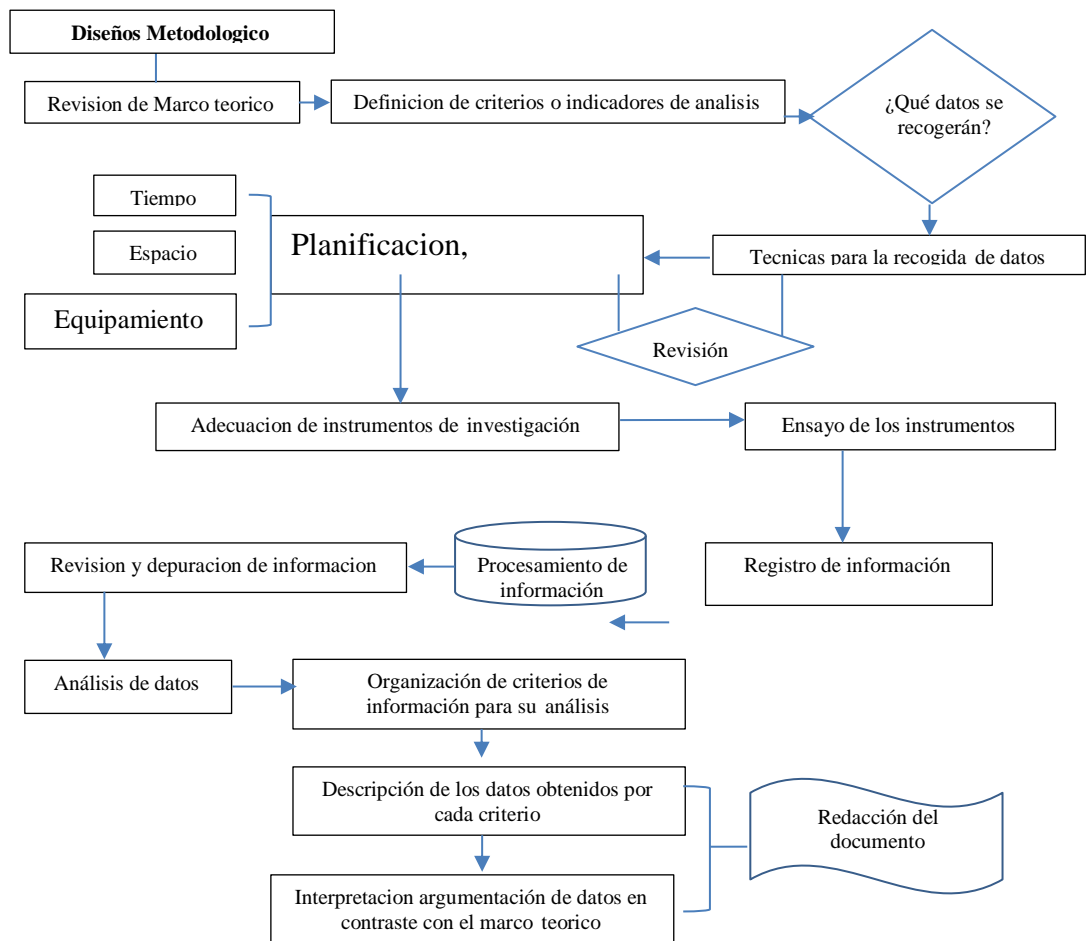 Diseños Metodologico
Revision de Marco teorico
Definicion de criterios o indicadores de analisis
¿Qué datos se
recogerán?
Tiempo
Espacio
Equipamiento
Planificacion,
Tecnicas para la recogida de datos
Revisión
Adecuacion de instrumentos de investigación
Ensayo de los instrumentos
Revision y depuracion de informacion
Procesamiento de
información
Registro de información
Análisis de datos
Organización de criterios de
información para su análisis
Descripción de los datos obtenidos por
cada criterio
Redacción del
documento
Interpretacion argumentación de datos en
contraste con el marco teorico